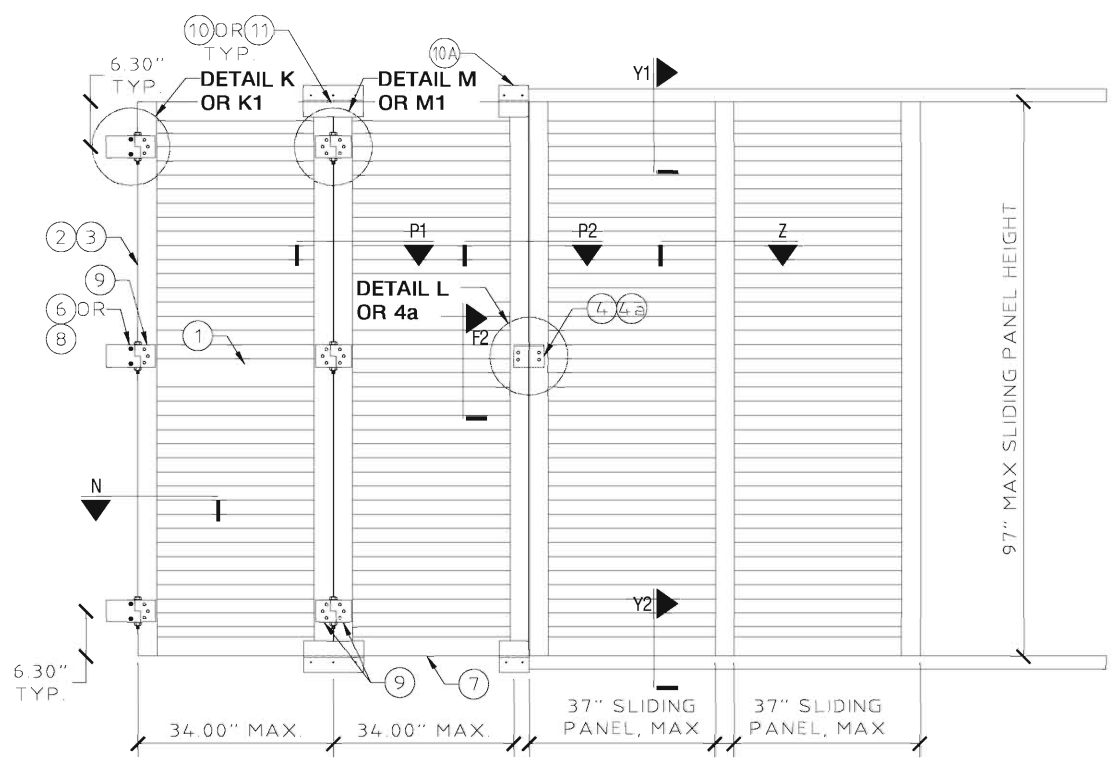 10 OR 11
TYP.
10A
6.30"
TYP.
DETAIL K
OR K1
DETAIL M
OR M1
Y1
2 3
P1
P2
Z
9
6 OR
8
DETAIL L
OR 4a
4 4a
F2
1
97" MAX SLIDING PANEL HEIGHT
N
Y2
6.30"
TYP.
9
7
34.00" MAX.
34.00" MAX.
37" SLIDING
PANEL, MAX
37" SLIDING
PANEL, MAX